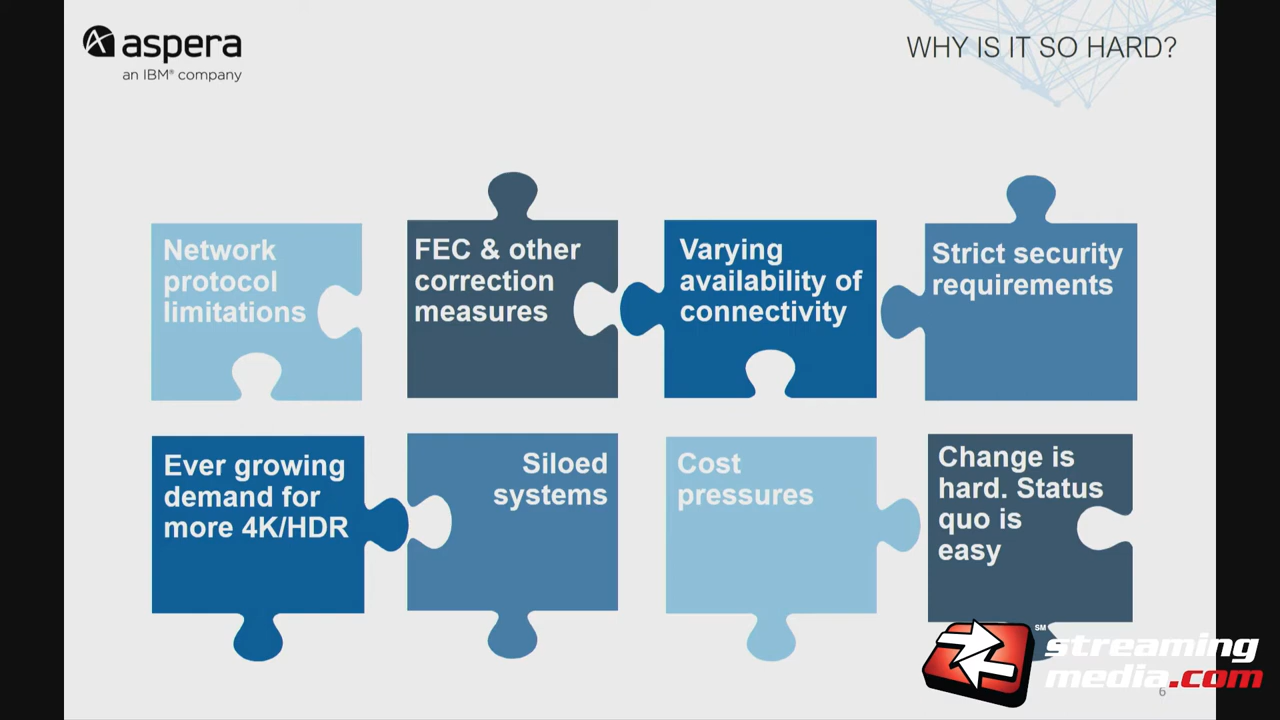 aspera
an IBM® company
WHY IS IT SO HARD?
Network
protocol
limitations
FEC & other
correction
measures
Varying
availability of
connectivity
Strict security
requirements
Ever growing
demand for
more 4K/HDR
Siloed
systems
Cost
pressures
Change is
hard. Status
quo is
easy
SM
streaming
media.com
6